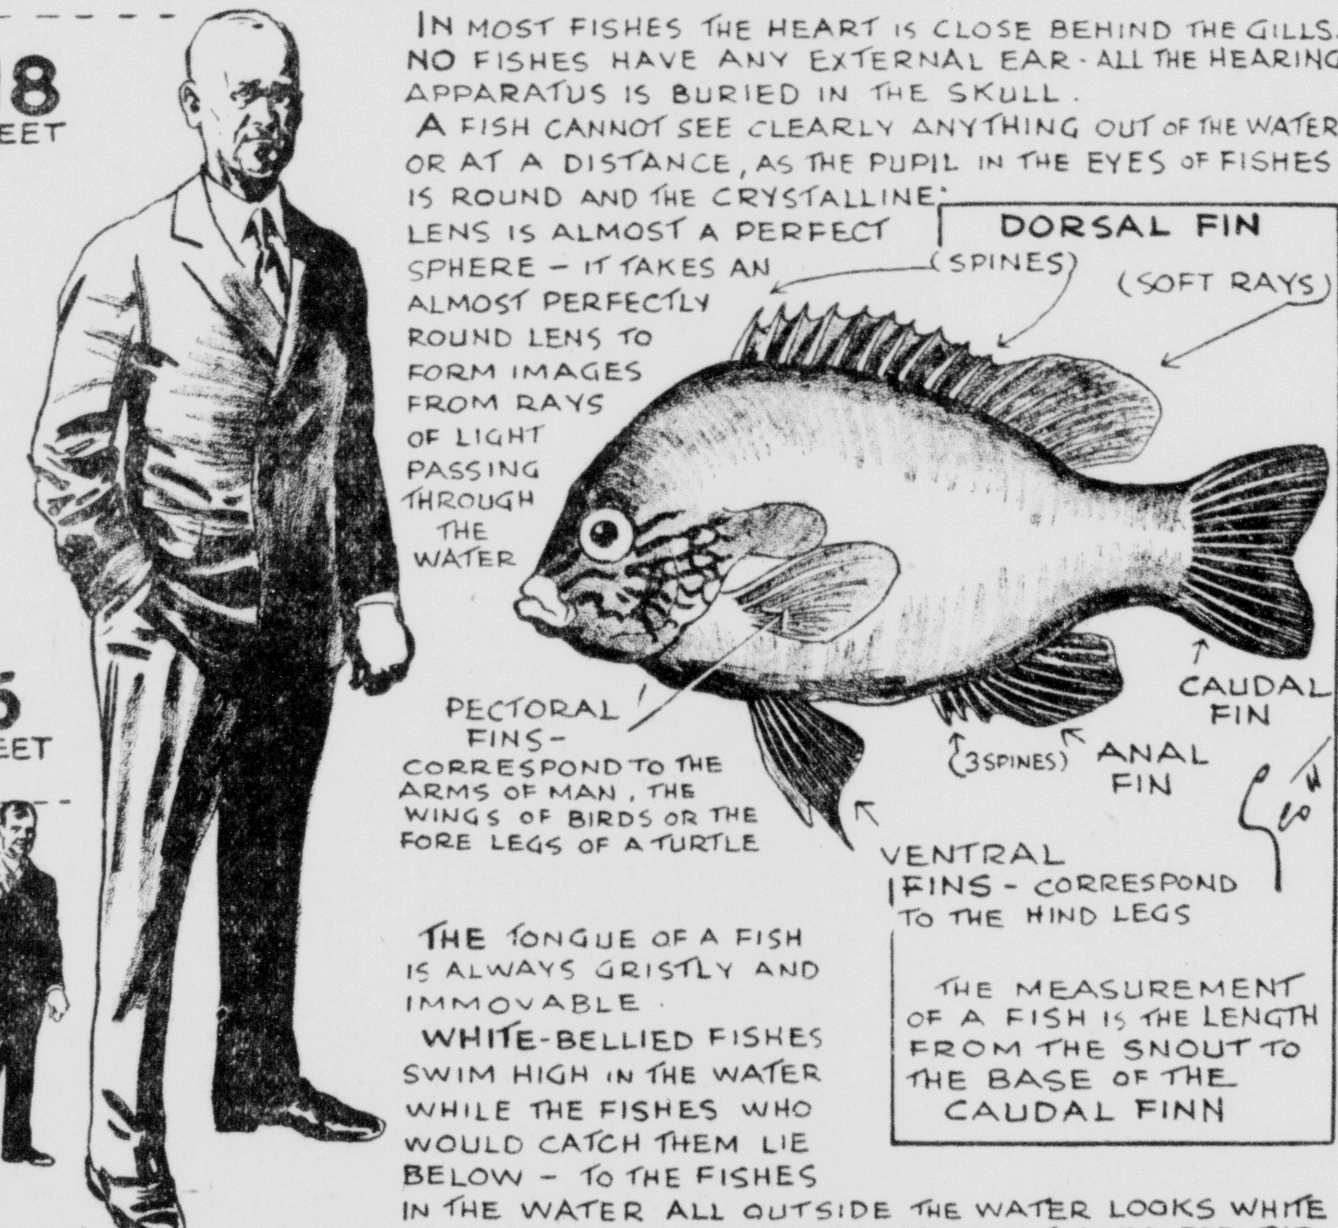 18
EET
5
EET
IN MOST FISHES THE HEART IS CLOSE BEHIND THE GILLS.
NO FISHES HAVE ANY EXTERNAL EAR - ALL THE HEARING
APPARATUS IS BURIED IN THE SKULL.
A FISH CANNOT SEE CLEARLY ANYTHING OUT OF THE WATER
OR AT A DISTANCE, AS THE PUPIL IN THE EYES OF FISHES
IS ROUND AND THE CRYSTALLINE
LENS IS ALMOST A PERFECT
SPHERE – IT TAKES AN
ALMOST PERFECTLY
ROUND LENS TO
FORM IMAGES
FROM RAYS
OF LIGHT
PASSING
THROUGH
THE
WATER
DORSAL FIN
(SPINES)
(SOFT RAYS)
CAUDAL
FIN
(3 SPINES)
ANAL
FIN
PECTORAL
FINS-
CORRESPOND TO THE
ARMS OF MAN, THE
WINGS OF BIRDS OR THE
FORE LEGS OF A TURTLE
VENTRAL
FINS - CORRESPOND
TO THE HIND LEGS
THE TONGUE OF A FISH
IS ALWAYS GRISTLY AND
IMMOVABLE.
WHITE-BELLIED FISHES
SWIM HIGH IN THE WATER
WHILE THE FISHES WHO
WOULD CATCH THEM LIE
BELOW – TO THE FISHES
IN THE WATER ALL OUTSIDE THE WATER LOOKS WHITE
THE MEASUREMENT
OF A FISH IS THE LENGTH
FROM THE SNOUT TO
THE BASE OF THE
CAUDAL FINN